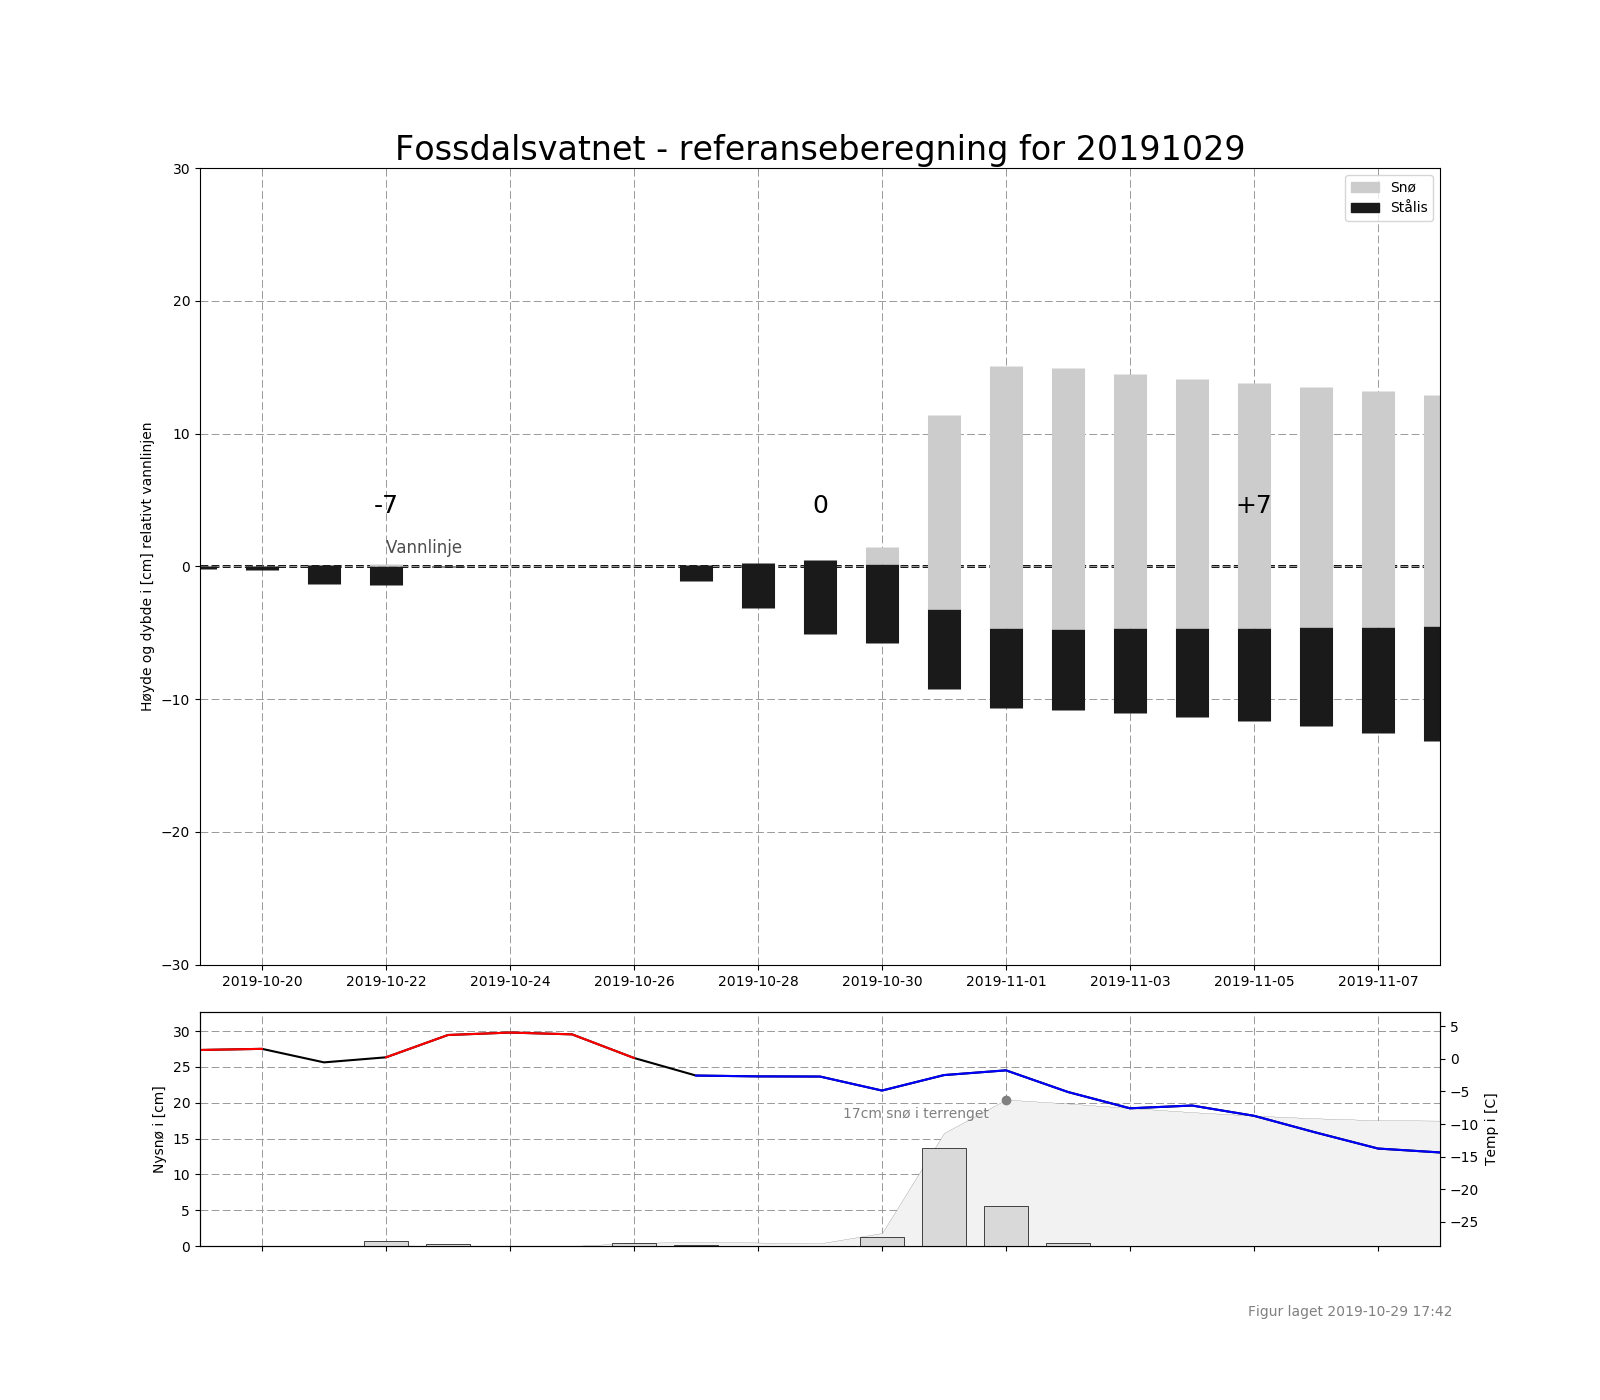 Fossdalsvatnet - referanseberegning for 20191029
30
20
10
0
−10
−20
−30
Høyde og dybde i [cm] relativt vannlinjen
Snø
Stålis
-7
0
+7
Vannlinje
2019-10-20 2019-10-22 2019-10-24 2019-10-26 2019-10-28 2019-10-30 2019-11-01 2019-11-03 2019-11-05 2019-11-07
30
25
20
15
10
5
0
Nysnø i [cm]
17cm snø i terrenget
5
0
−5
−10
−15
−20
−25
Temp i [C]
Figur laget 2019-10-29 17:42